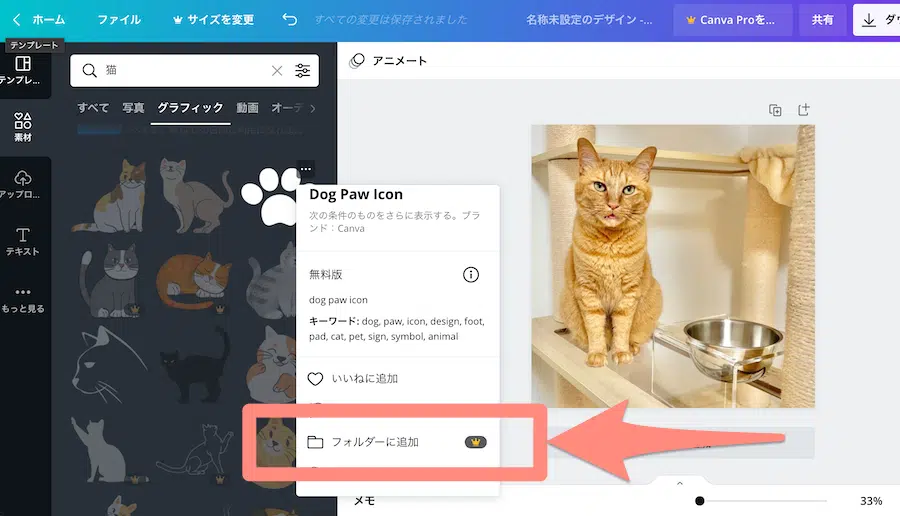 ホーム
ファイル
サイズを変更
すべての変更は保存されました
名称未設定のデザイン -...
Canva Proを...
共有
テンプレート
テンプレ...
素材
アップロ...
テキスト
もっと見る
猫
すべて
写真
グラフィック
動画
オーデ
アニメート
Dog Paw Icon
次の条件のものをさらに表示する。ブラ
ンド：Canva
無料版
dog paw icon
キーワード: dog, paw, icon, design, foot,
pad, cat, pet, sign, symbol, animal
いいねに追加
フォルダーに追加
メモ
33%